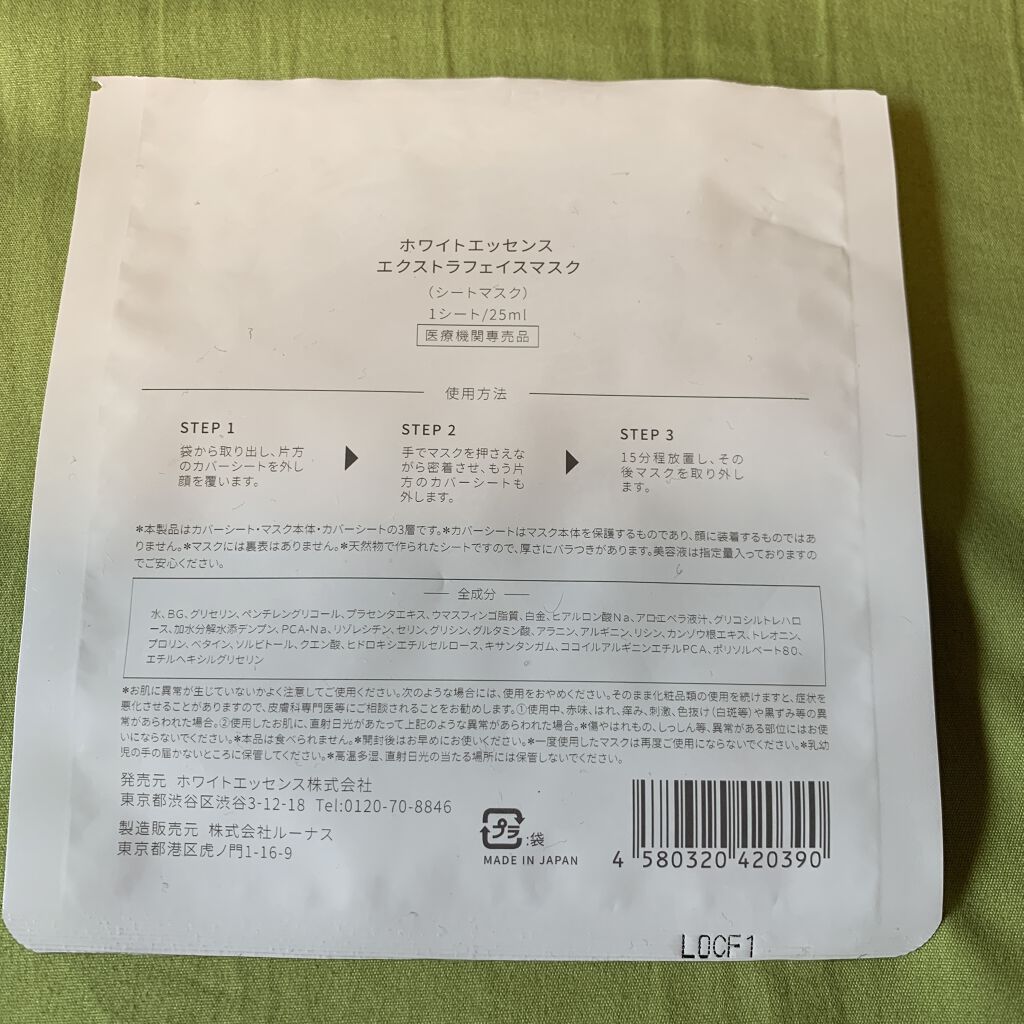 ホワイトエッセンス
エクストラフェイスマスク
（シートマスク）
1シート/25ml
医療機関専売品
使用方法
STEP 1
袋から取り出し、片方
のカバーシートを外し
顔を覆います。
STEP 2
手でマスクを押さえな
がら密着させ、もう片
方のカバーシートも
外します。
STEP 3
15分程放置し、その
後マスクを取り外し
ます。
＊本製品はカバーシート・マスク本体・カバーシートの3層です。＊カバーシートはマスク本体を保護するものであり、顔に装着するものではあ
りません。＊マスクには裏表はありません。＊天然物で作られたシートですので、厚さにバラつきがあります。美容液は指定量入っておりますの
でご安心ください。
全成分
水、BG、グリセリン、ペンチレングリコール、プラセンタエキス、ウマスフィンゴ脂質、白金、ヒアルロン酸Na、アロエベラ液汁、グリコシルトレハロ
ース、加水分解水添デンプン、PCA-Na、リゾレシチン、セリン、グリシン、グルタミン酸、アラニン、アルギニン、リシン、カンゾウ根エキス、トレオニン、
プロリン、ベタイン、ソルビトール、クエン酸、ヒドロキシエチルセルロース、キサンタンガム、ココイルアルギニンエチルPCA、ポリソルベート80、
エチルヘキシルグリセリン
＊お肌に異常が生じていないかよく注意してご使用ください。次のような場合には、使用をおやめください。そのまま化粧品類の使用を続けますと、症状を
悪化させることがありますので、皮膚科専門医等にご相談されることをお勧めします。①使用中、赤味、はれ、痒み、刺激、色抜け(白斑等)や黒ずみ等の異
常があらわれた場合。②使用したお肌に、直射日光があたって上記のような異常があらわれた場合。＊傷やはれもの、しっしん等、異常がある部位にはお使
いにならないでください。＊本品は食べられません。＊開封後はお早めにお使いください。＊一度使用したマスクは再度ご使用にならないでください。＊乳幼
児の手の届かないところに保管してください。＊高温多湿、直射日光の当たる場所には保管しないでください。
発売元 ホワイトエッセンス株式会社
東京都渋谷区渋谷3-12-18 Tel:0120-70-8846
製造販売元 株式会社ルーナス
東京都港区虎ノ門1-16-9
プラ :袋
MADE IN JAPAN
4 580320 420390
LOCF1